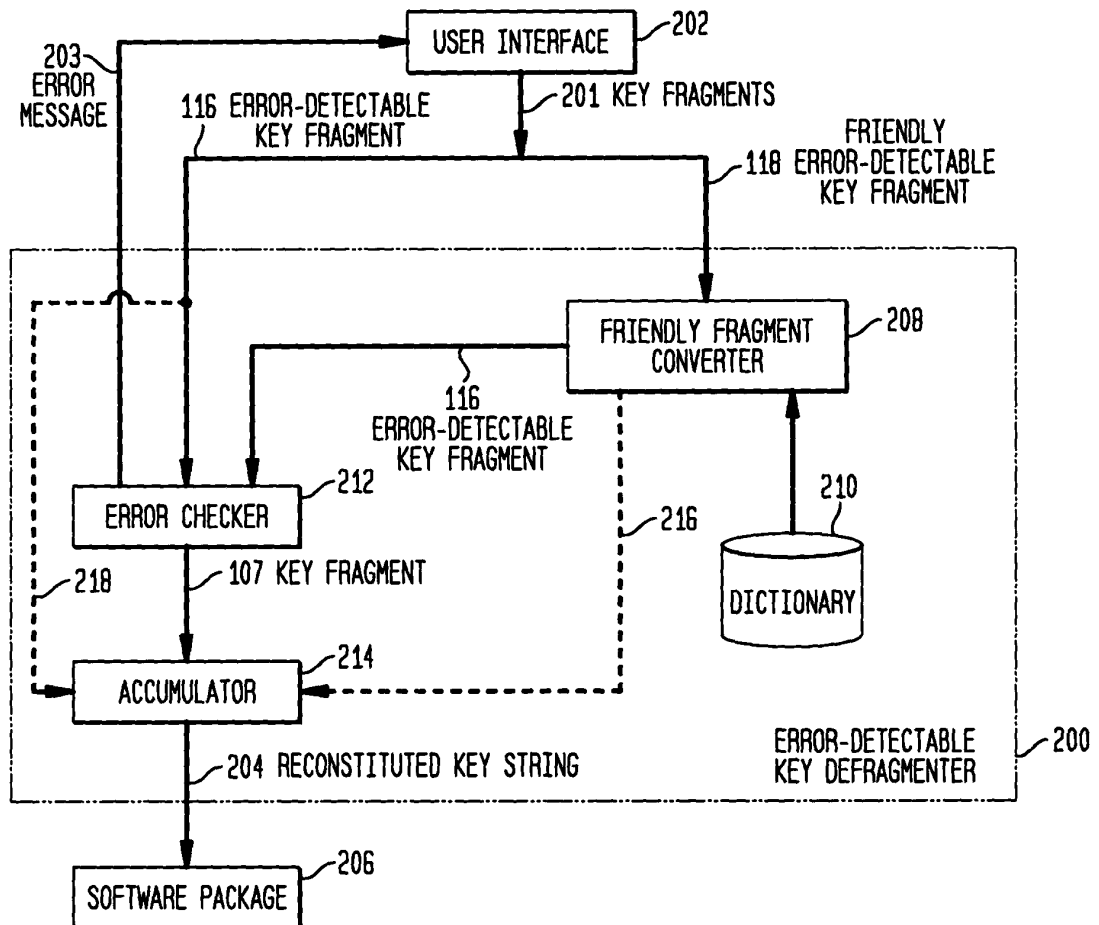 USER INTERFACE
202
203
ERROR
MESSAGE
201 KEY FRAGMENTS
116 ERROR-DETECTABLE
KEY FRAGMENT
FRIENDLY
118 ERROR-DETECTABLE
KEY FRAGMENT
FRIENDLY FRAGMENT
CONVERTER
208
116
ERROR-DETECTABLE
KEY FRAGMENT
ERROR CHECKER
212
216
210
DICTIONARY
218
107 KEY FRAGMENT
ACCUMULATOR
214
204 RECONSTITUTED KEY STRING
ERROR-DETECTABLE
KEY DEFRAGMENTER
200
SOFTWARE PACKAGE
206